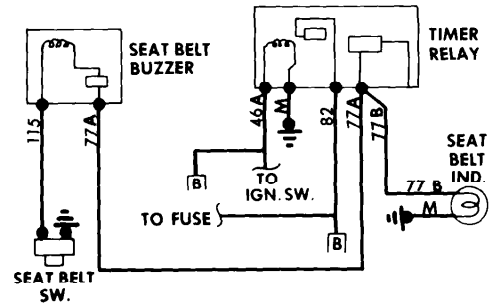 SEAT BELT
BUZZER
TIMER
RELAY
115
77A
46A
M
82
77A
77B
SEAT
BELT
IND.
77 B
M
B
TO
IGN. SW.
TO FUSE
B
SEAT BELT
SW.